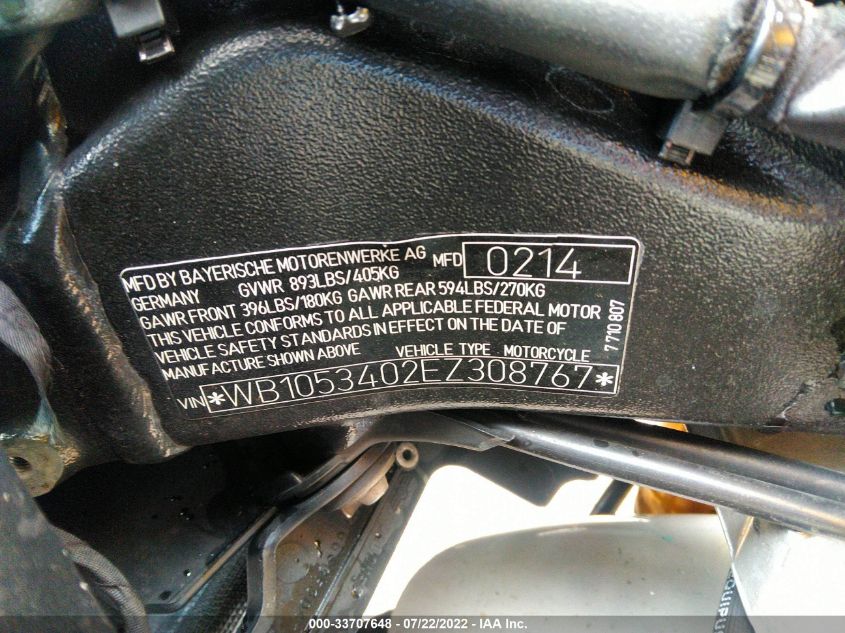 MFD BY BAYERISCHE MOTORENWERKE AG MFD 0214
GERMANY GVWR 893LBS/405KG
GAWR FRONT 396LBS/180KG GAWR REAR 594LBS/270KG
THIS VEHICLE CONFORMS TO ALL APPLICABLE FEDERAL MOTOR
VEHICLE SAFETY STANDARDS IN EFFECT ON THE DATE OF
MANUFACTURE SHOWN ABOVE VEHICLE TYPE MOTORCYCLE
7 710 807
VIN *WB1053402EZ308767*
000-33707648 - 07/22/2022 - IAA Inc.